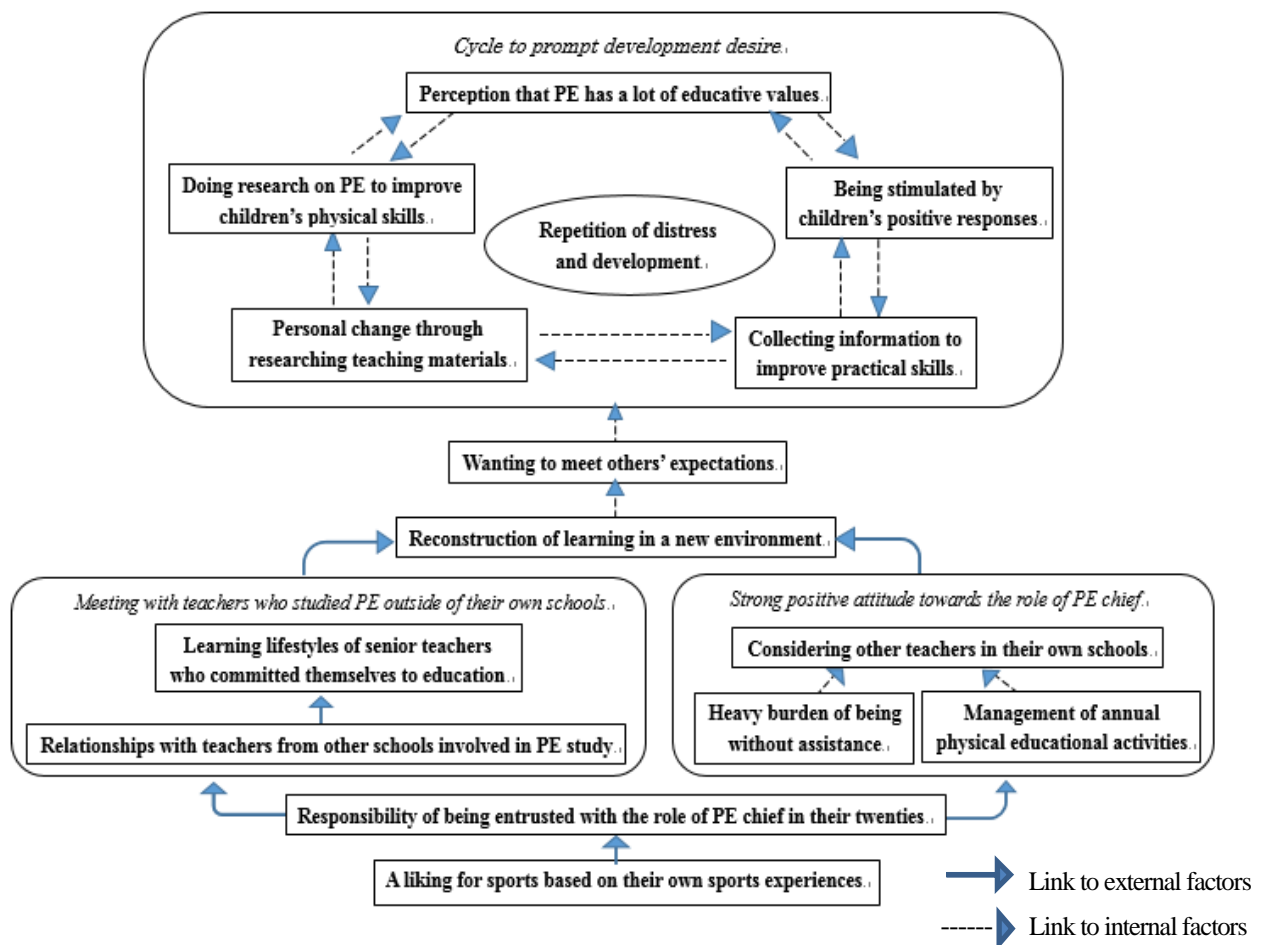 Cycle to prompt development desire.
Perception that PE has a lot of educative values.
Doing research on PE to improve
children's physical skills.
Being stimulated by
children's positive responses.
Repetition of distress
and development.
Personal change through
researching teaching materials.
Collecting information to
improve practical skills.
Wanting to meet others' expectations.
Reconstruction of learning in a new environment.
Meeting with teachers who studied PE outside of their own schools.
Learning lifestyles of senior teachers
who committed themselves to education.
Relationships with teachers from other schools involved in PE study.
Strong positive attitude towards the role of PE chief.
Considering other teachers in their own schools.
Heavy burden of being
without assistance.
Management of annual
physical educational activities.
Responsibility of being entrusted with the role of PE chief in their twenties.
A liking for sports based on their own sports experiences.
Link to external factors
Link to internal factors